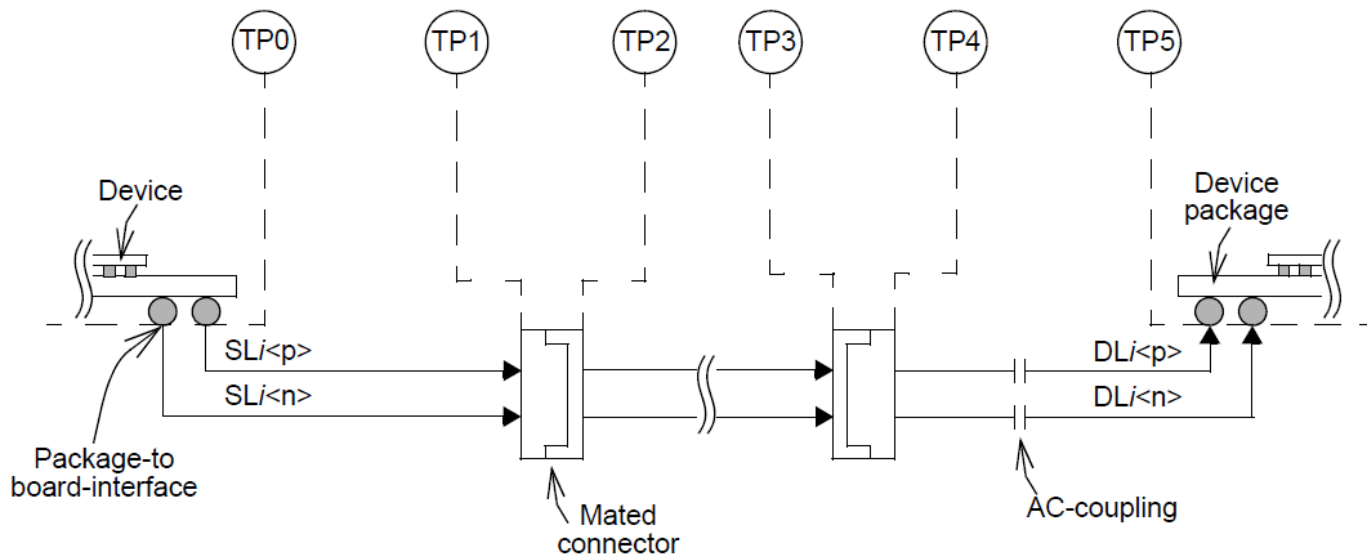 TP0
TP1
TP2
TP3
TP4
TP5
Device
Device
package
SLi<p>
SLi<n>
DLi<p>
DLi<n>
Package-to
board-interface
Mated
connector
AC-coupling